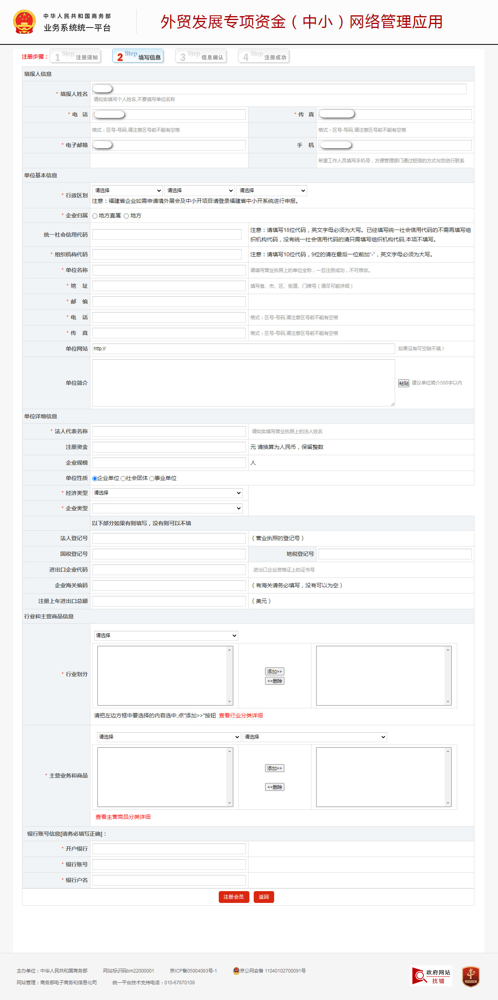 中华人民共和国商务部
业务系统统一平台
外贸发展专项资金（中小）网络管理应用
注册步骤： 1 Step 注册须知 2 Step 填写信息 3 Step 信息确认 4 Step 注册成功
填报人信息
* 填报人姓名
请如实填写个人姓名,不要填写单位名称
* 电 话 * 传 真
格式：区号-号码,请注意区号前不能有空格 格式：区号-号码,请注意区号前不能有空格
* 电子邮箱 手 机
希望工作人员填写手机号，方便管理部门通过短信的方式与您进行联系
单位基本信息
* 行政区划 请选择 请选择 请选择
注意：福建省企业如需申请境外展会及中小开项目请登录福建省中小开系统进行申报。
* 企业归属 地方直属 地方
统一社会信用代码 注意：请填写18位代码，英文字母必须为大写。已经填写统一社会信用代码的不需再填写组
织机构代码，没有统一社会信用代码的请只需填写组织机构代码,本项不填写。
* 组织机构代码 注意：请填写10位代码，9位的请在最后一位前加“-”，英文字母必须为大写。
* 单位名称 请填写营业执照上的单位全称，一旦注册成功，不可修改。
* 地 址 填写省、市、区、街道、门牌号（请尽可能详细）
* 邮 编
* 电 话 格式：区号-号码,请注意区号前不能有空格
* 传 真 格式：区号-号码,请注意区号前不能有空格
单位网站 http:// 如果没有可空缺不填！
单位简介 粘贴 建议单位简介500字以内
单位详细信息
* 法人代表名称 请如实填写营业执照上的法人姓名
注册资金 元 请换算为人民币，保留整数
企业规模 人
单位性质 企业单位 社会团体 事业单位
* 经济类型 请选择
* 企业类型
以下部分如果有则填写，没有则可以不填
法人登记号 （营业执照的登记号）
国税登记号 地税登记号
进出口企业代码 进出口企业资格证上的证书号
企业海关编码 （有海关请务必填写，没有可以为空）
注册上年进出口总额 （美元）
行业和主营商品信息
请选择
* 行业划分 添加>>
<<删除
请把左边方框中要选择的内容选中,点"添加>>"按钮 查看行业分类详细
请选择 请选择
* 主营业务和商品 添加>>
<<删除
查看主营商品分类详细
银行账号信息[请务必填写正确]：
* 开户银行
* 银行账号
* 银行户名
注册会员 返回
主办单位：中华人民共和国商务部 网站标识码bm22000001 京ICP备05004093号-1 京公网安备 11040102700091号
网站管理：商务部电子商务和信息化司 统一平台技术支持电话：010-67870108
政府网站
找错
党政机关